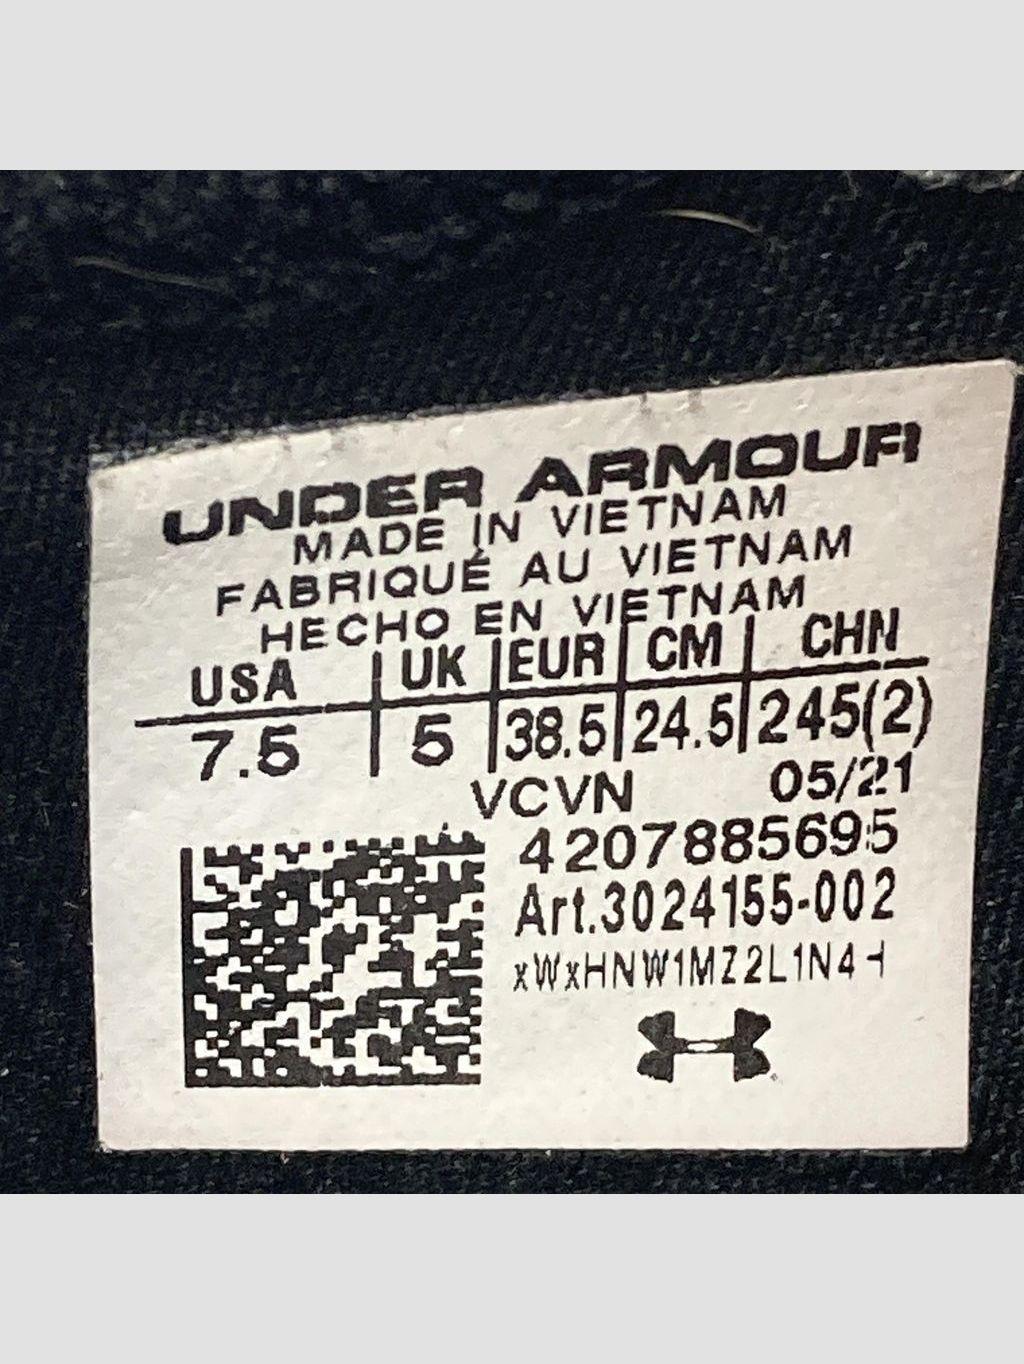 UNDER ARMOUR
MADE IN VIETNAM
FABRIQUÉ AU VIETNAM
HECHO EN VIETNAM
USA UK EUR CM CHN
7.5 5 38.5 24.5 245(2)
VCVN 05/21
4207885695
Art.3024155-002